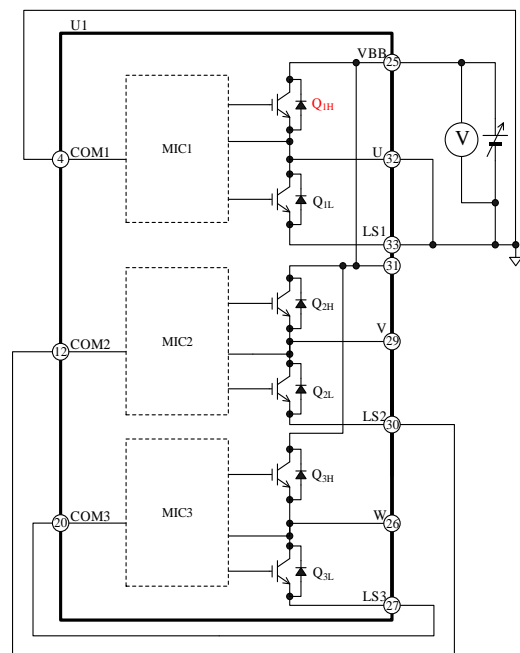 U1
VBB 25
Q1H
V
COM1
4
MIC1
U 32
Q1L
LS1
33
31
Q2H
COM2
12
MIC2
V
29
Q2L
LS2
30
Q3H
COM3
20
MIC3
W
26
Q3L
LS3
27